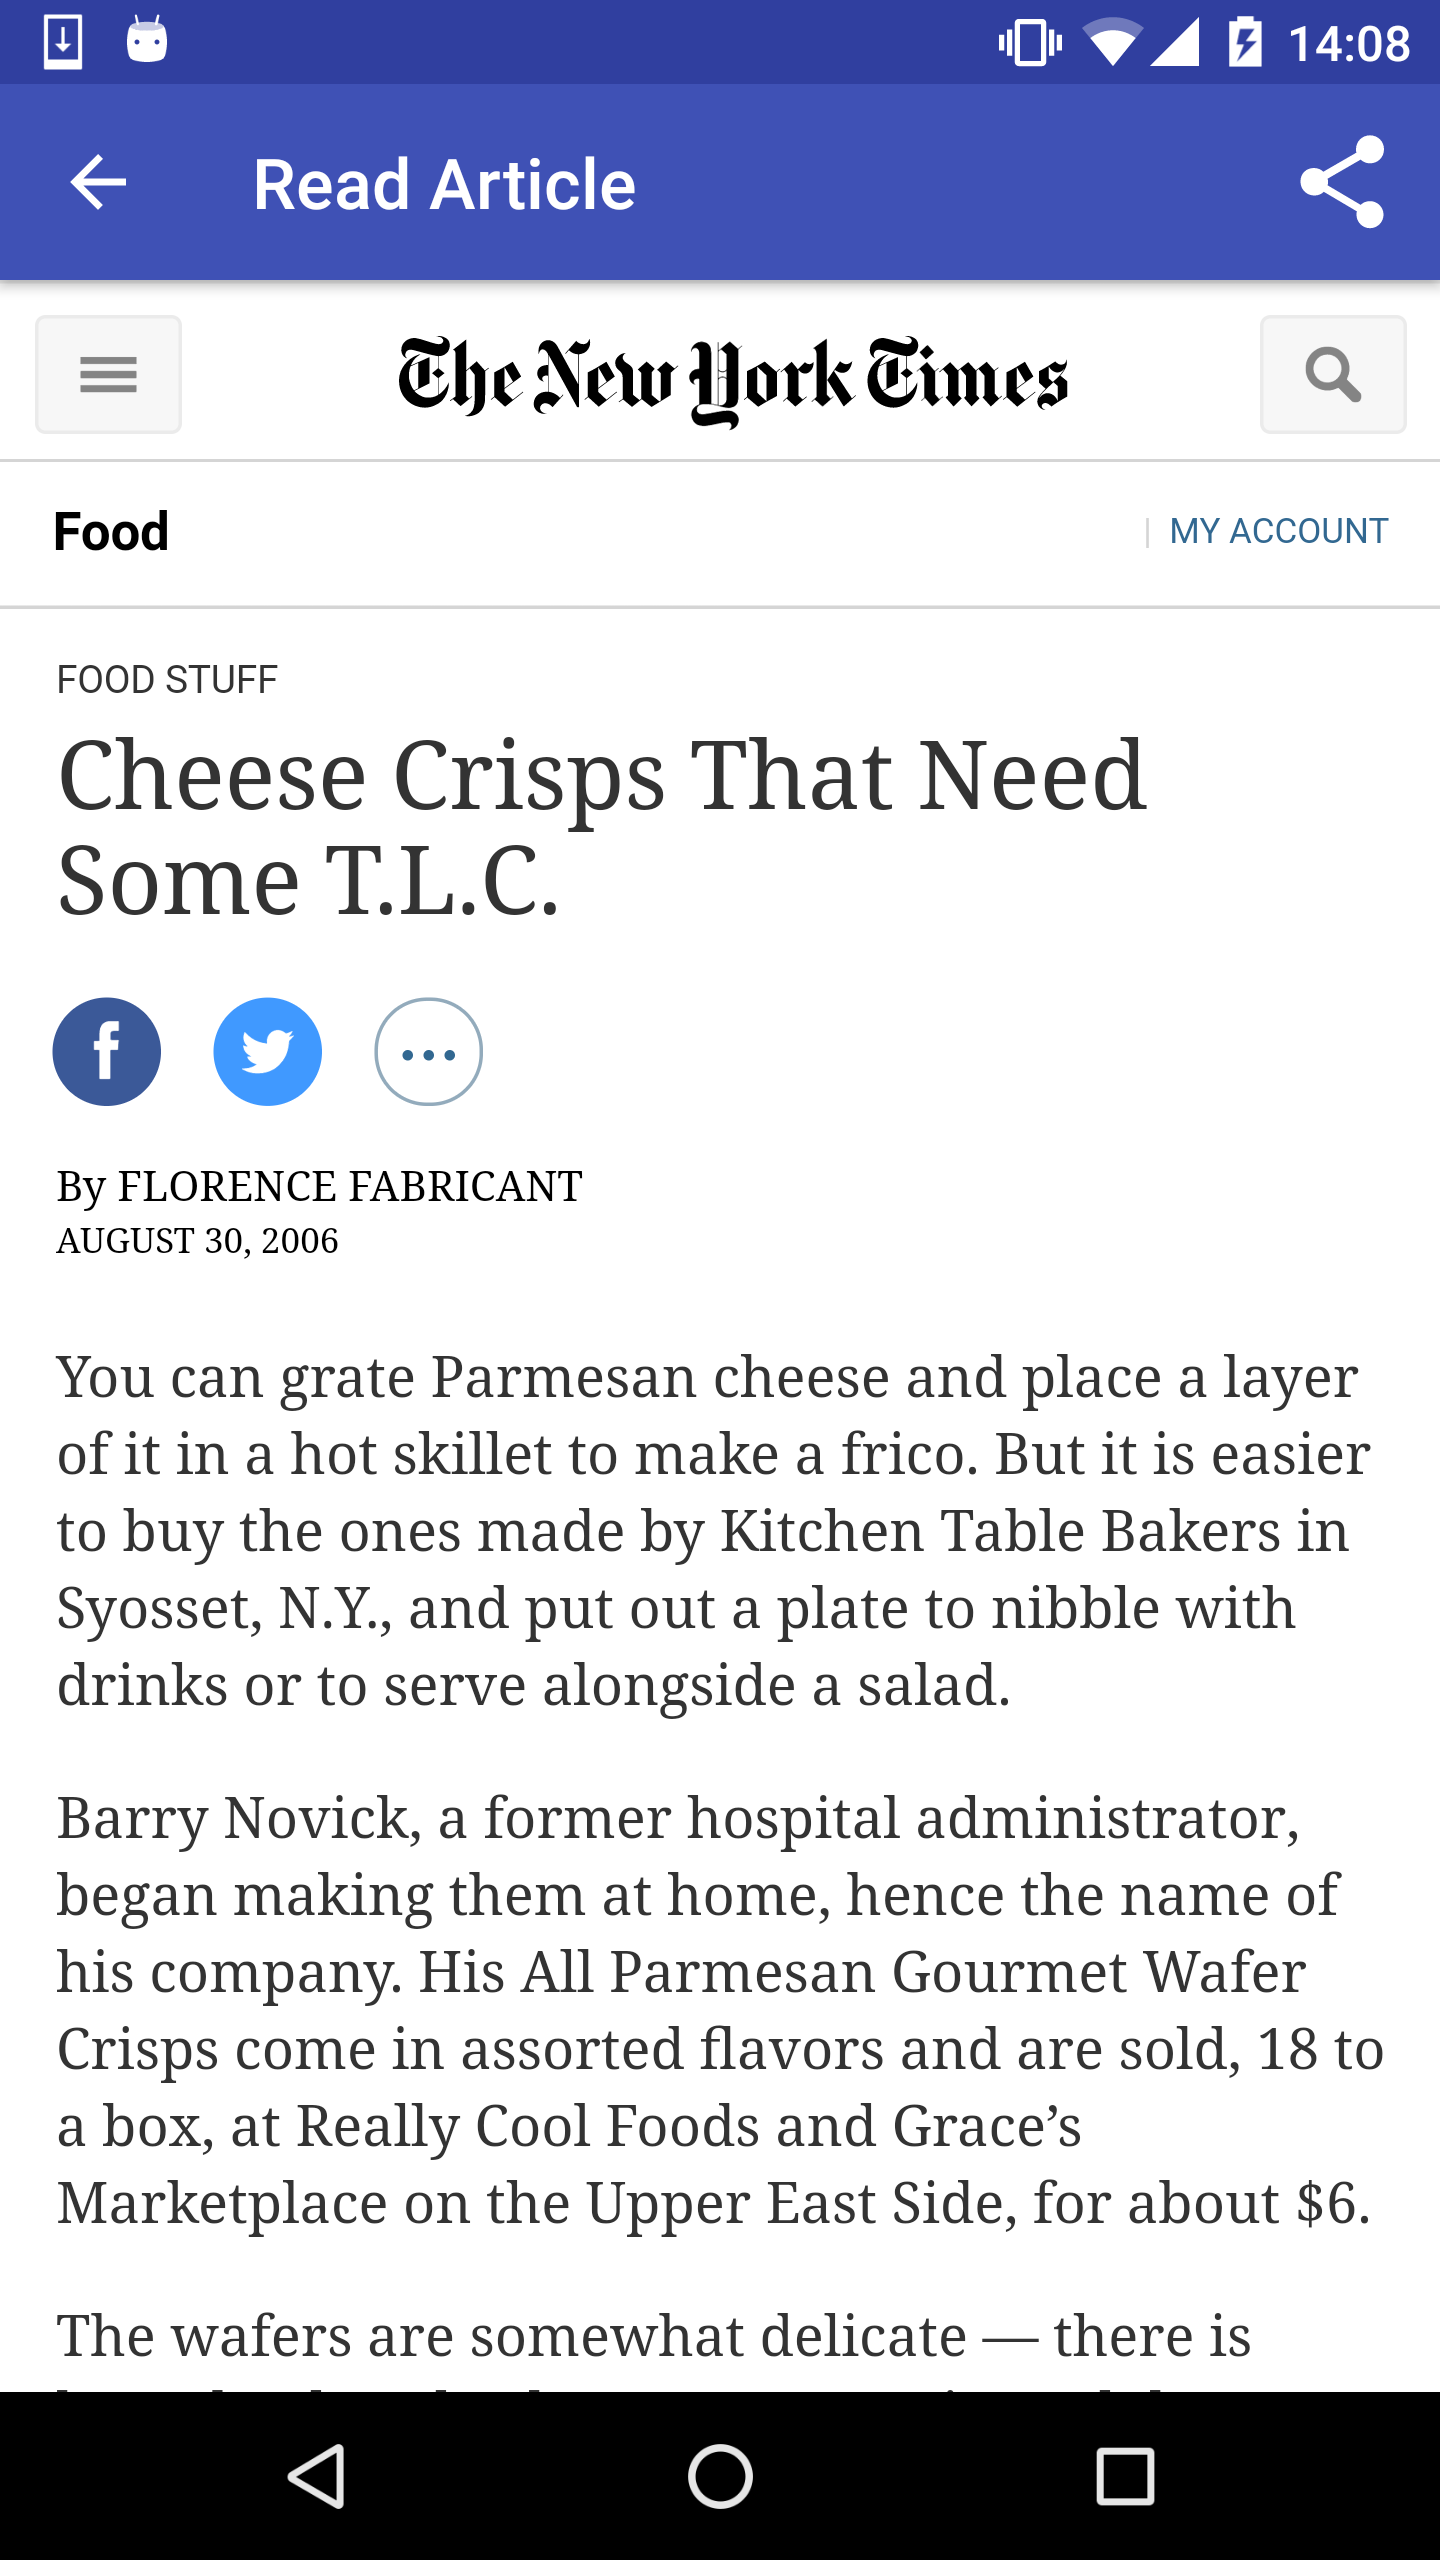 14:08
Read Article
The New York Times
Food
| MY ACCOUNT
FOOD STUFF
Cheese Crisps That Need
Some T.L.C.
By FLORENCE FABRICANT
AUGUST 30, 2006
You can grate Parmesan cheese and place a layer
of it in a hot skillet to make a frico. But it is easier
to buy the ones made by Kitchen Table Bakers in
Syosset, N.Y., and put out a plate to nibble with
drinks or to serve alongside a salad.
Barry Novick, a former hospital administrator,
began making them at home, hence the name of
his company. His All Parmesan Gourmet Wafer
Crisps come in assorted flavors and are sold, 18 to
a box, at Really Cool Foods and Grace’s
Marketplace on the Upper East Side, for about $6.
The wafers are somewhat delicate — there is